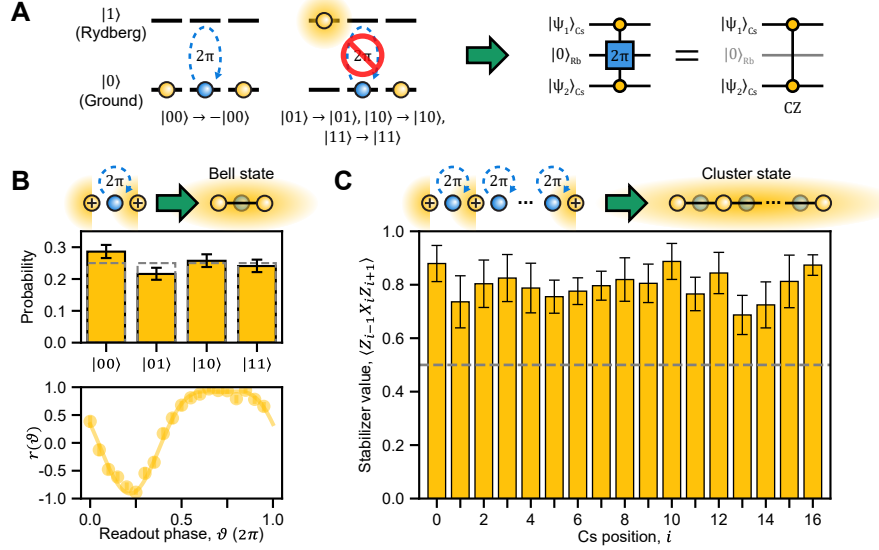 A
|1⟩
(Rydberg)
|0⟩
(Ground)
2π
2π
|00⟩ → −|00⟩
|01⟩ → |01⟩, |10⟩ → |10⟩,
|11⟩ → |11⟩
|ψ₁⟩Cs
|0⟩Rb
|ψ₂⟩Cs
2π
=
|ψ₁⟩Cs
|0⟩Rb
|ψ₂⟩Cs
CZ
B
2π
Bell state
+ +
Probability
0.3
0.2
0.1
0.0
|00⟩ |01⟩ |10⟩ |11⟩
r(ϑ)
1.0
0.5
0.0
-0.5
-1.0
0.0 0.5 1.0
Readout phase, ϑ (2π)
C
2π 2π 2π
Cluster state
+ + ··· +
···
Stabilizer value, ⟨Zᵢ₋₁XᵢZᵢ₊₁⟩
1.0
0.8
0.6
0.4
0.2
0.0
0 2 4 6 8 10 12 14 16
Cs position, i